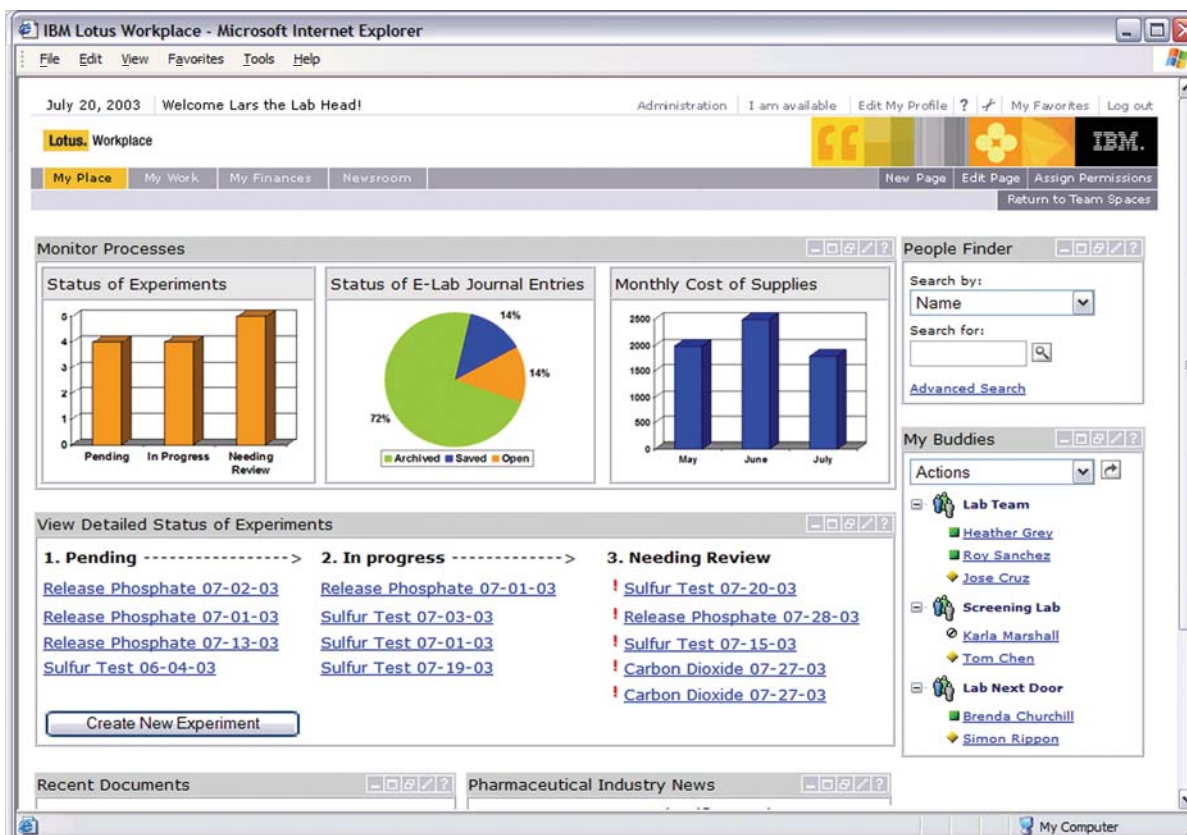 IBM Lotus Workplace - Microsoft Internet Explorer
File Edit View Favorites Tools Help
July 20, 2003 Welcome Lars the Lab Head! Administration I am available Edit My Profile ? My Favorites Log out
Lotus. Workplace IBM.
My Place My Work My Finances Newsroom New Page Edit Page Assign Permissions
Return to Team Spaces
Monitor Processes
Status of Experiments
5
4
3
2
1
0
Pending In Progress Needing
Review
Status of E-Lab Journal Entries
14%
14%
72%
Archived Saved Open
Monthly Cost of Supplies
2500
2000
1500
1000
500
0
May June July
People Finder
Search by:
Name
Search for:
Advanced Search
My Buddies
Actions
Lab Team
Heather Grey
Roy Sanchez
Jose Cruz
Screening Lab
Karla Marshall
Tom Chen
Lab Next Door
Brenda Churchill
Simon Rippon
View Detailed Status of Experiments
1. Pending ---------------->
Release Phosphate 07-02-03
Release Phosphate 07-01-03
Release Phosphate 07-13-03
Sulfur Test 06-04-03
2. In progress ------------->
Release Phosphate 07-01-03
Sulfur Test 07-03-03
Sulfur Test 07-01-03
Sulfur Test 07-19-03
3. Needing Review
! Sulfur Test 07-20-03
! Release Phosphate 07-28-03
! Sulfur Test 07-15-03
! Carbon Dioxide 07-27-03
! Carbon Dioxide 07-27-03
Create New Experiment
Recent Documents
Pharmaceutical Industry News
My Computer